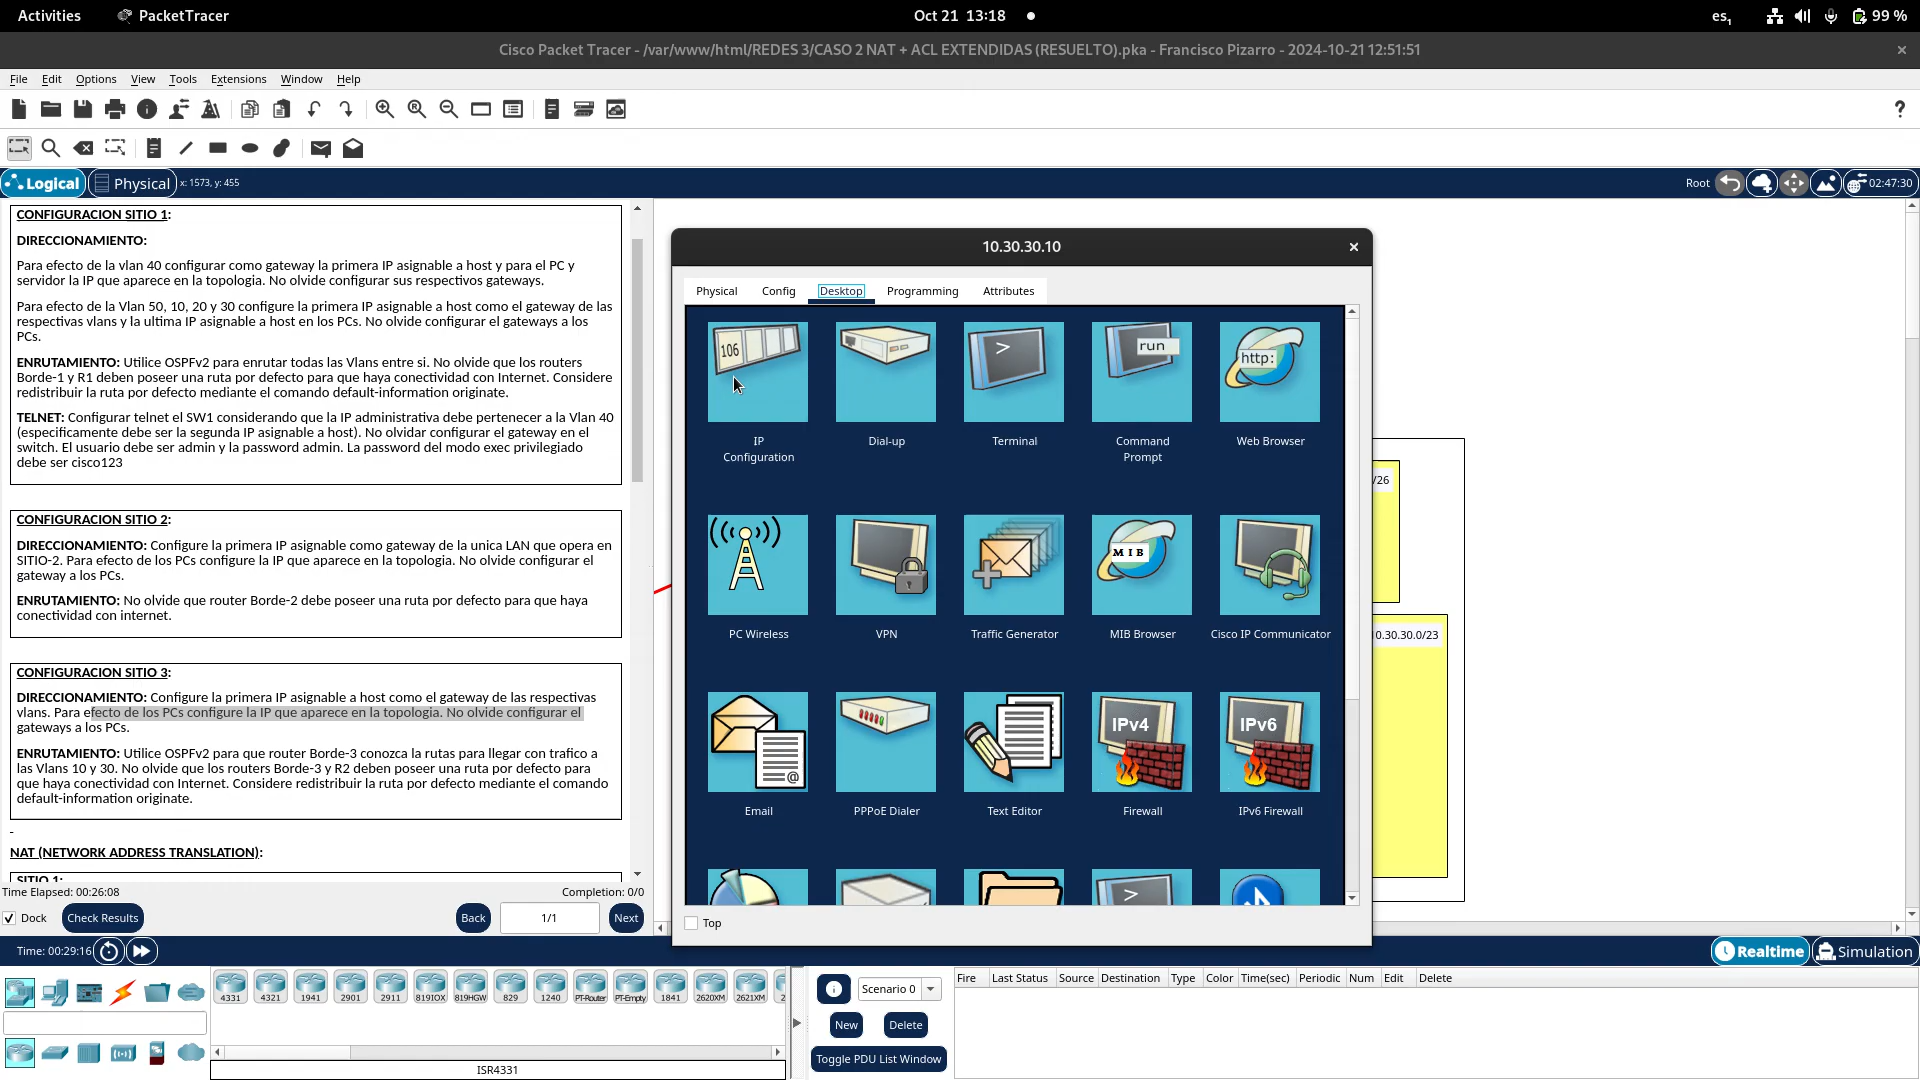 Activities
PacketTracer
Oct 21 13:18
es1
99 %
Cisco Packet Tracer - /var/www/html/REDES 3/CASO 2 NAT + ACL EXTENDIDAS (RESUELTO).pka - Francisco Pizarro - 2024-10-21 12:51:51
File Edit Options View Tools Extensions Window Help
Logical
Physical
x: 1573, y: 455
Root
02:47:30
CONFIGURACION SITIO 1:
DIRECCIONAMIENTO:
Para efecto de la vlan 40 configurar como gateway la primera IP asignable a host y para el PC y
servidor la IP que aparece en la topologia. No olvide configurar sus respectivos gateways.
Para efecto de la Vlan 50, 10, 20 y 30 configure la primera IP asignable a host como el gateway de las
respectivas vlans y la ultima IP asignable a host en los PCs. No olvide configurar el gateways a los
PCs.
ENRUTAMIENTO: Utilice OSPFv2 para enrutar todas las Vlans entre si. No olvide que los routers
Borde-1 y R1 deben poseer una ruta por defecto para que haya conectividad con Internet. Considere
redistribuir la ruta por defecto mediante el comando default-information originate.
TELNET: Configurar telnet el SW1 considerando que la IP administrativa debe pertenecer a la Vlan 40
(especificamente debe ser la segunda IP asignable a host). No olvidar configurar el gateway en el
switch. El usuario debe ser admin y la password admin. La password del modo exec privilegiado
debe ser cisco123
CONFIGURACION SITIO 2:
DIRECCIONAMIENTO: Configure la primera IP asignable como gateway de la unica LAN que opera en
SITIO-2. Para efecto de los PCs configure la IP que aparece en la topologia. No olvide configurar el
gateway a los PCs.
ENRUTAMIENTO: No olvide que router Borde-2 debe poseer una ruta por defecto para que haya
conectividad con internet.
CONFIGURACION SITIO 3:
DIRECCIONAMIENTO: Configure la primera IP asignable a host como el gateway de las respectivas
vlans. Para efecto de los PCs configure la IP que aparece en la topologia. No olvide configurar el
gateways a los PCs.
ENRUTAMIENTO: Utilice OSPFv2 para que router Borde-3 conozca la rutas para llegar con trafico a
las Vlans 10 y 30. No olvide que los routers Borde-3 y R2 deben poseer una ruta por defecto para
que haya conectividad con Internet. Considere redistribuir la ruta por defecto mediante el comando
default-information originate.
NAT (NETWORK ADDRESS TRANSLATION):
SITIO 1:
Time Elapsed: 00:26:08
Completion: 0/0
Dock
Check Results
Back
1/1
Next
10.30.30.10
Physical Config Desktop Programming Attributes
106
>
run
http:
IP
Configuration
Dial-up
Terminal
Command
Prompt
Web Browser
MIB
PC Wireless
VPN
Traffic Generator
MIB Browser
Cisco IP Communicator
@
IPv4
IPv6
Email
PPPoE Dialer
Text Editor
Firewall
IPv6 Firewall
>
Top
/26
10.30.30.0/23
Time: 00:29:16
Realtime
Simulation
4331
4321
1941
2901
2911
819IOX
819HGW
829
1240
PT-Router
PT-Empty
1841
2620XM
2621XM
2
ISR4331
Scenario 0
New
Delete
Toggle PDU List Window
Fire Last Status Source Destination Type Color Time(sec) Periodic Num Edit Delete